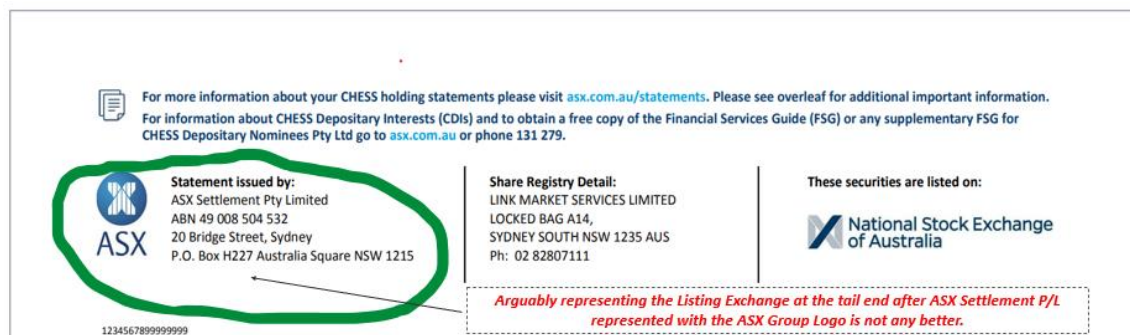 For more information about your CHESS holding statements please visit asx.com.au/statements. Please see overleaf for additional important information.
For information about CHESS Depositary Interests (CDIs) and to obtain a free copy of the Financial Services Guide (FSG) or any supplementary FSG for
CHESS Depositary Nominees Pty Ltd go to asx.com.au or phone 131 279.
ASX
Statement issued by:
ASX Settlement Pty Limited
ABN 49 008 504 532
20 Bridge Street, Sydney
P.O. Box H227 Australia Square NSW 1215
Share Registry Detail:
LINK MARKET SERVICES LIMITED
LOCKED BAG A14,
SYDNEY SOUTH NSW 1235 AUS
Ph: 02 82807111
These securities are listed on:
National Stock Exchange
of Australia
Arguably representing the Listing Exchange at the tail end after ASX Settlement P/L
represented with the ASX Group Logo is not any better.
1234567899999999